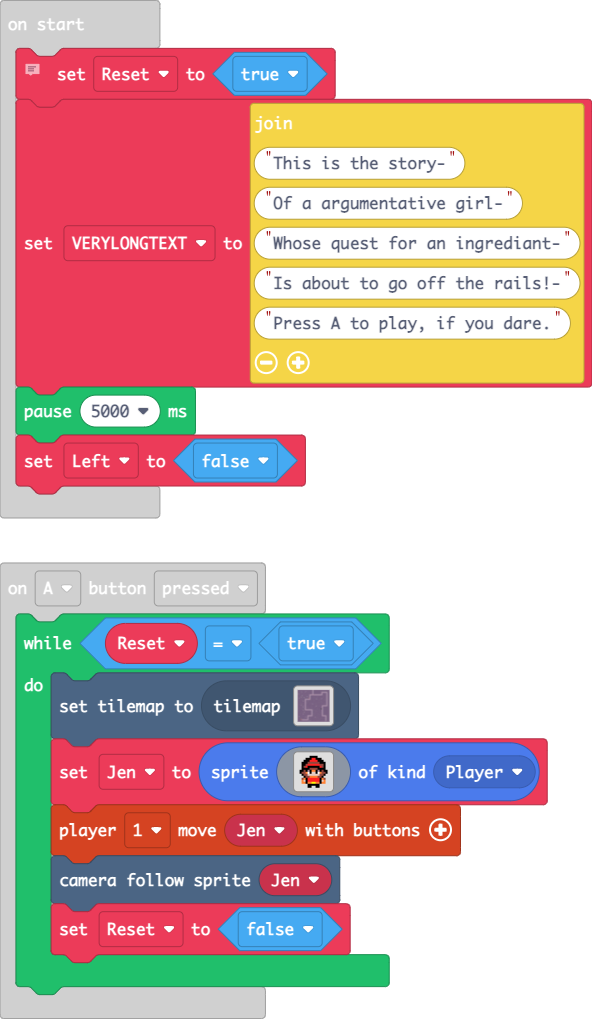 on start
set Reset to true
join
"This is the story-"
"Of a argumentative girl-"
set VERYLONGTEXT to "Whose quest for an ingrediant-"
"Is about to go off the rails!-"
"Press A to play, if you dare."
pause 5000 ms
set Left to false
on A button pressed
while Reset = true
do
set tilemap to tilemap
set Jen to sprite of kind Player
player 1 move Jen with buttons
camera follow sprite Jen
set Reset to false